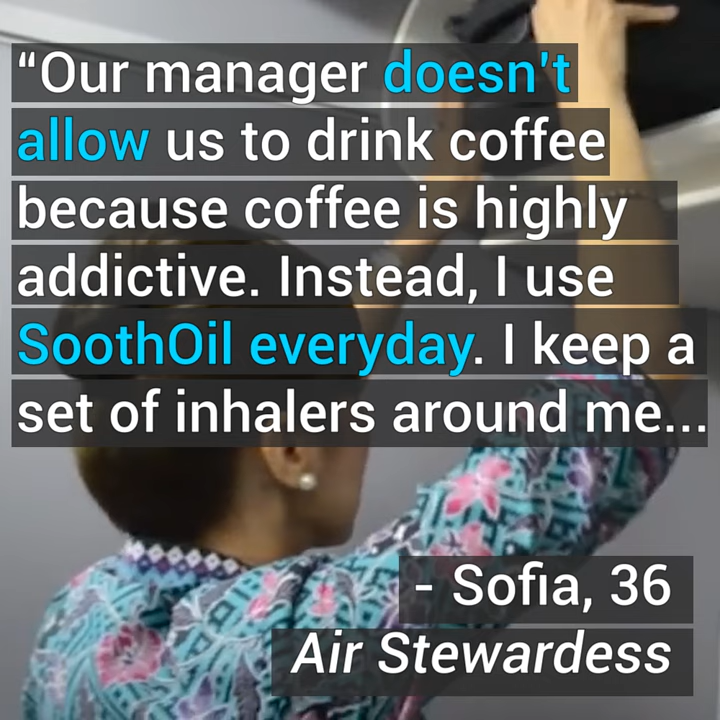 “Our manager doesn't
allow us to drink coffee
because coffee is highly
addictive. Instead, I use
SoothOil everyday. I keep a
set of inhalers around me...
- Sofia, 36
Air Stewardess